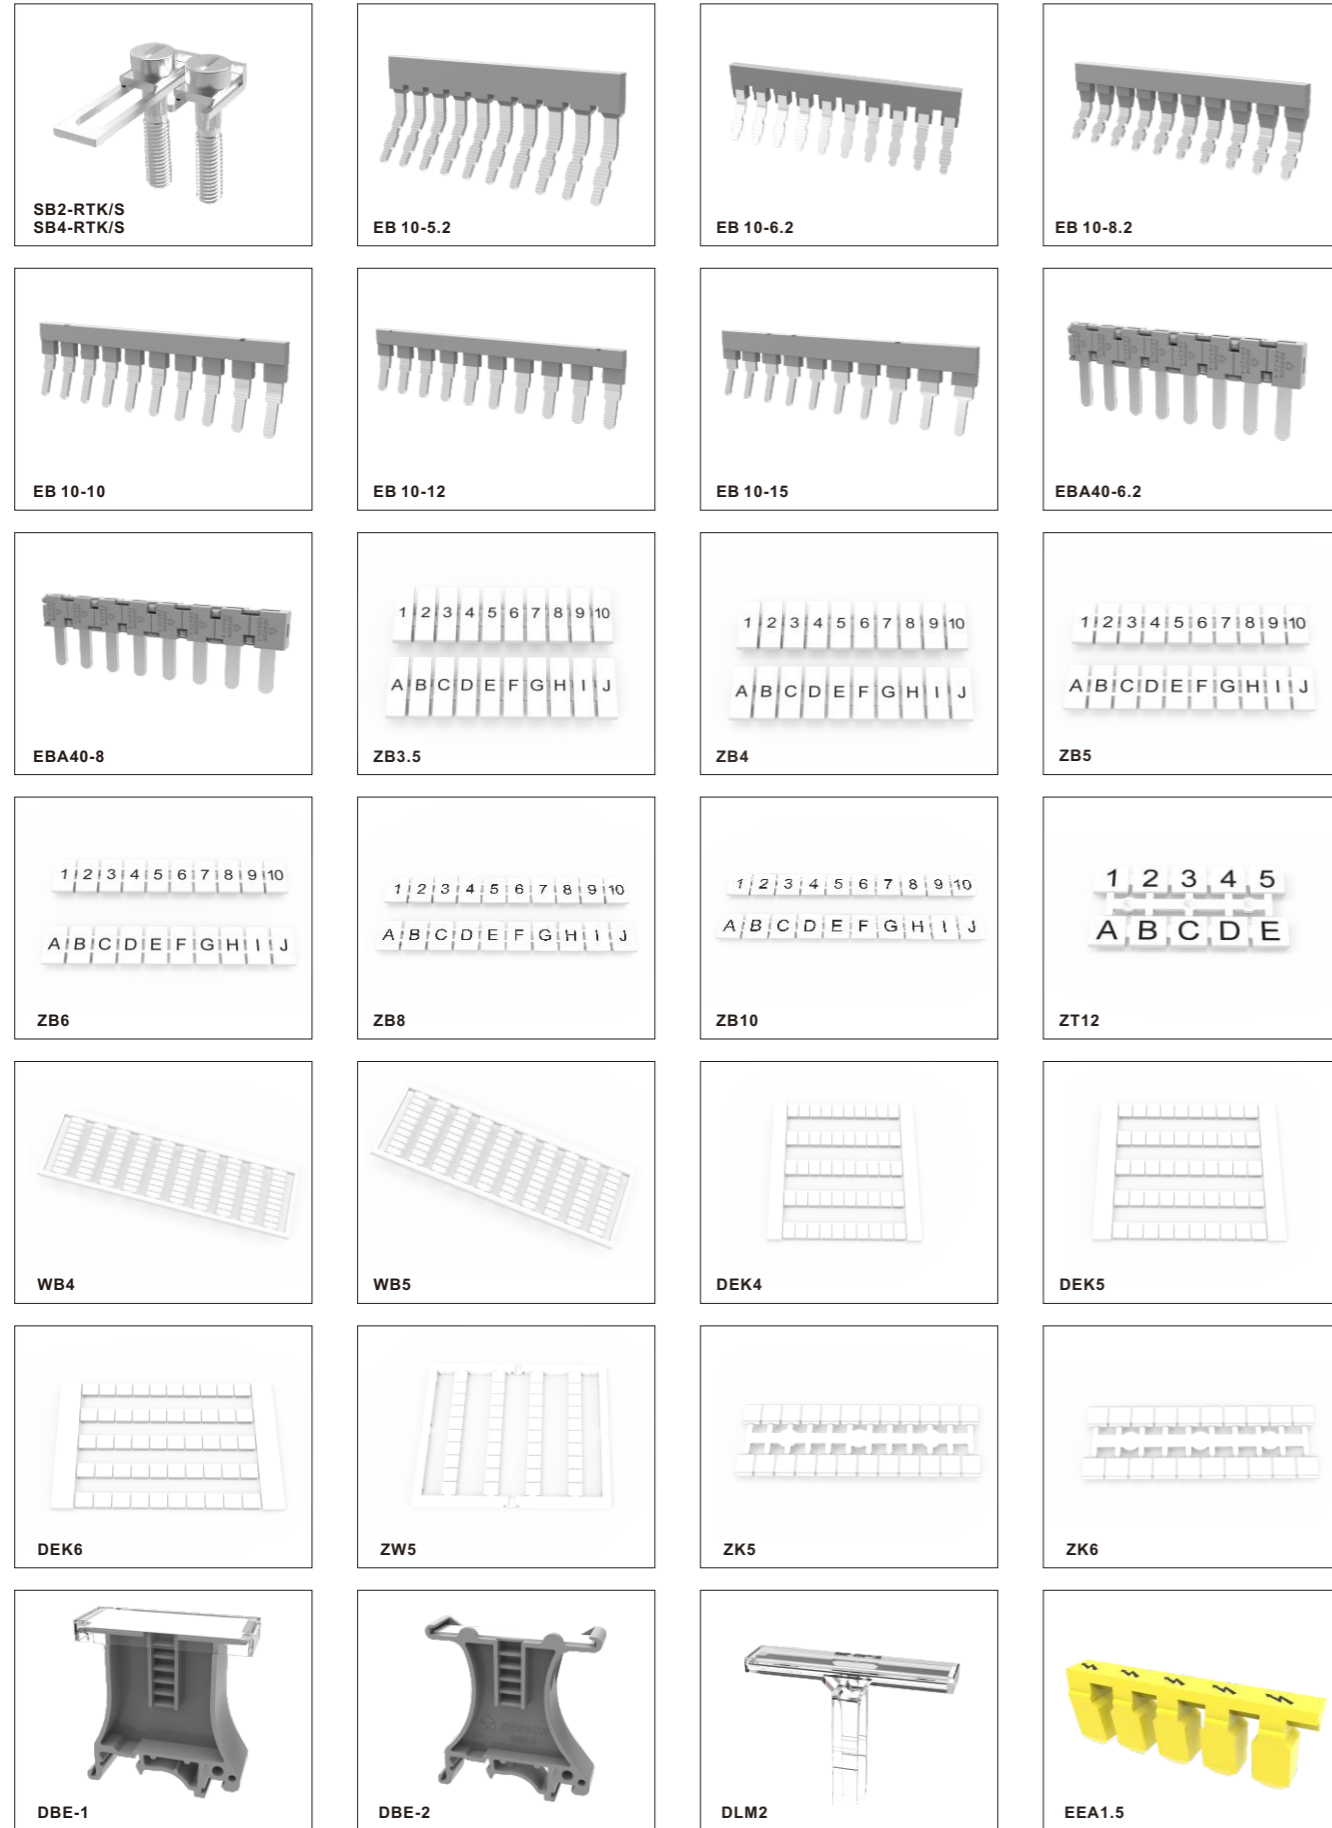 SB2-RTK/S
SB4-RTK/S
EB 10-5.2
EB 10-6.2
EB 10-8.2
EB 10-10
EB 10-12
EB 10-15
EBA40-6.2
EBA40-8
1 2 3 4 5 6 7 8 9 10
A B C D E F G H I J
ZB3.5
1 2 3 4 5 6 7 8 9 10
A B C D E F G H I J
ZB4
1 2 3 4 5 6 7 8 9 10
A B C D E F G H I J
ZB5
1 2 3 4 5 6 7 8 9 10
A B C D E F G H I J
ZB6
1 2 3 4 5 6 7 8 9 10
A B C D E F G H I J
ZB8
1 2 3 4 5 6 7 8 9 10
A B C D E F G H I J
ZB10
1 2 3 4 5
A B C D E
ZT12
WB4
WB5
DEK4
DEK5
DEK6
ZW5
ZK5
ZK6
DBE-1
DBE-2
DLM2
EEA1.5